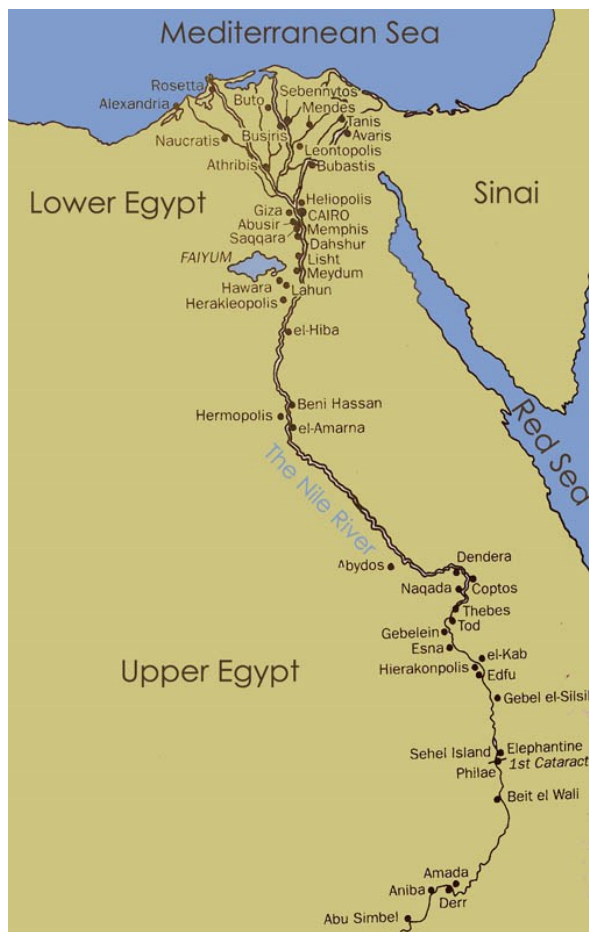 Mediterranean Sea
Rosetta
Alexandria
Buto
Sebennytos
Mendes
Tanis
Avaris
Naucratis
Busiris
Leontopolis
Athribis
Bubastis
Sinai
Lower Egypt
Heliopolis
Giza
CAIRO
Abusir
Memphis
Saqqara
Dahshur
FAIYUM
Lisht
Meydum
Hawara
Lahun
Herakleopolis
el-Hiba
Beni Hassan
Hermopolis
el-Amarna
Red Sea
The Nile River
Abydos
Dendera
Naqada
Coptos
Thebes
Tod
Gebelein
Esna
el-Kab
Hierakonpolis
Edfu
Upper Egypt
Gebel el-Silsil
Sehel Island
Elephantine
1st Cataract
Philae
Beit el Wali
Amada
Aniba
Derr
Abu Simbel